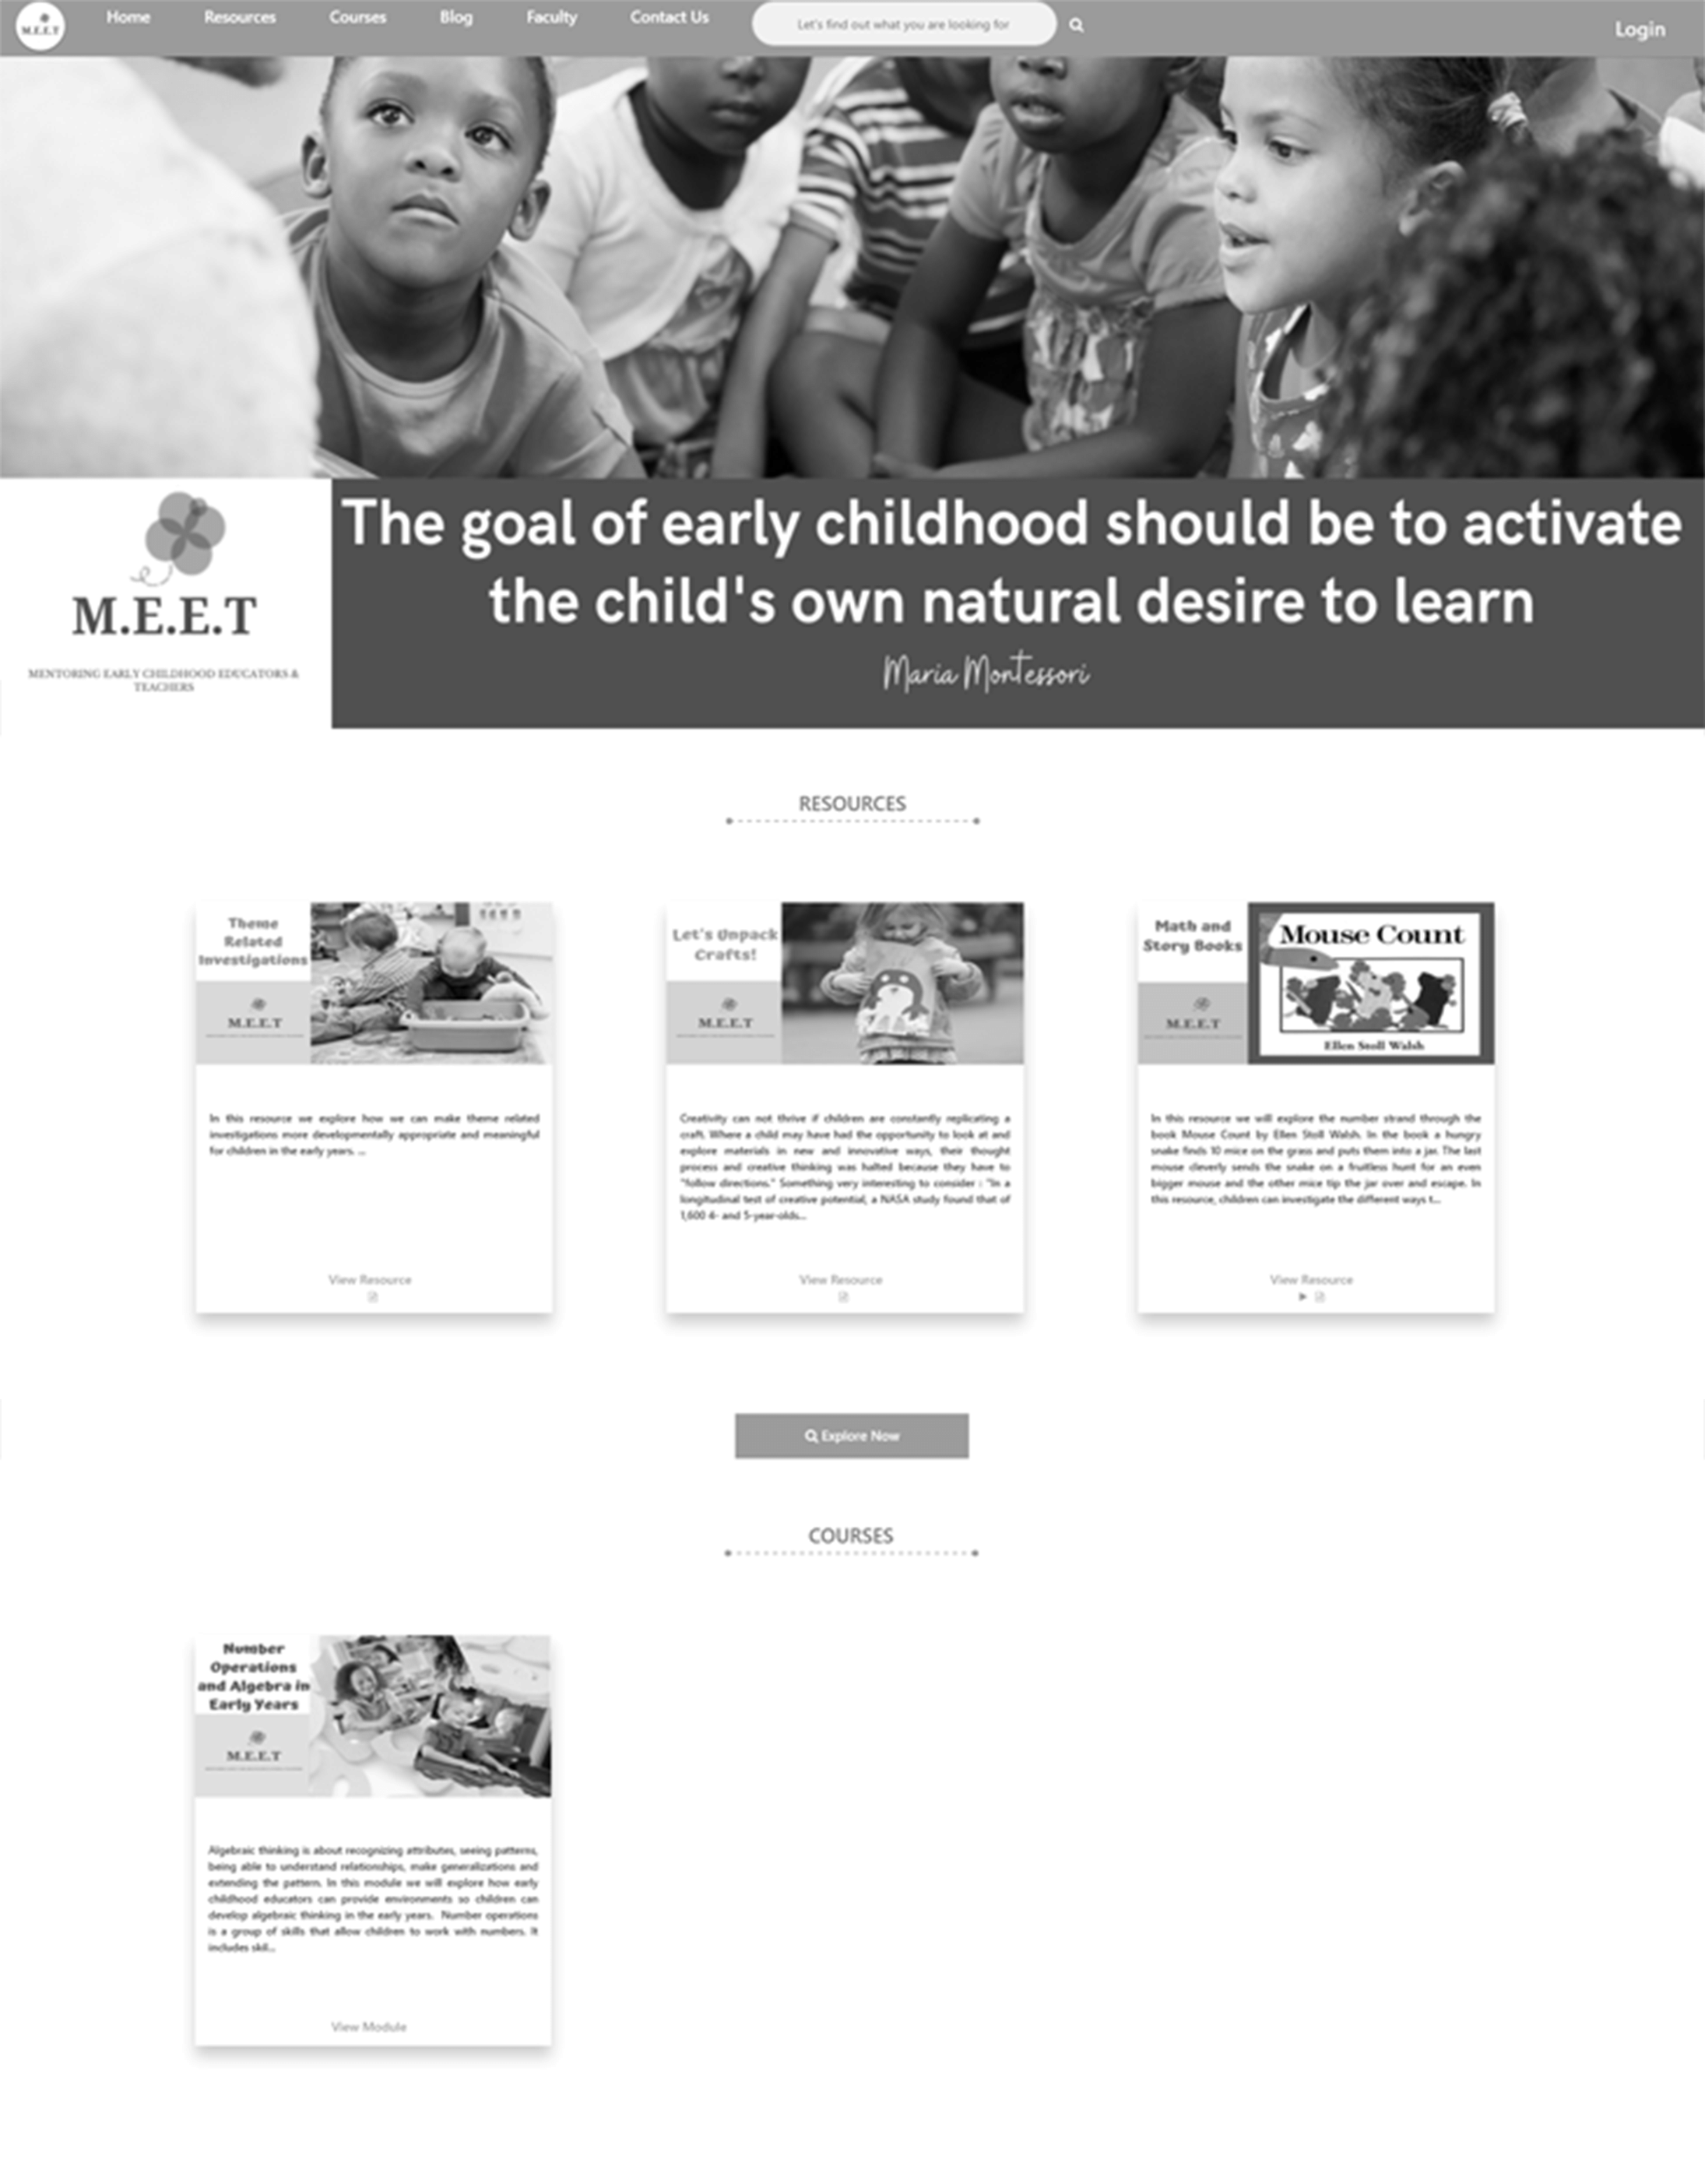 M.E.E.T
Home
Resources
Courses
Blog
Faculty
Contact Us
Let's find out what you are looking for
Login
The goal of early childhood should be to activate
the child's own natural desire to learn
Maria Montessori
M.E.E.T
MENTORING EARLY CHILDHOOD EDUCATORS &
TEACHERS
RESOURCES
Theme
Related
Investigations
M.E.E.T
In this resource we explore how we can make theme related
investigations more developmentally appropriate and meaningful
for children in the early years. ...
View Resource
Let's Unpack
Crafts!
M.E.E.T
Creativity can not thrive if children are constantly replicating a
craft. Where a child may have had the opportunity to look at and
explore materials in new and innovative ways, their thought
process and creative thinking was halted because they have to
"follow directions." Something very interesting to consider : "In a
longitudinal test of creative potential, a NASA study found that of
1,600 4- and 5-year-olds...
View Resource
Math and
Story Books
M.E.E.T
Mouse Count
Ellen Stoll Walsh
In this resource we will explore the number strand through the
book Mouse Count by Ellen Stoll Walsh. In the book a hungry
snake finds 10 mice on the grass and puts them into a jar. The last
mouse cleverly sends the snake on a fruitless hunt for an even
bigger mouse and the other mice tip the jar over and escape. In
this resource, children can investigate the different ways t...
View Resource
Explore Now
COURSES
Number
Operations
and Algebra in
Early Years
M.E.E.T
Algebraic thinking is about recognizing attributes, seeing patterns,
being able to understand relationships, make generalizations and
extending the pattern. In this module we will explore how early
childhood educators can provide environments so children can
develop algebraic thinking in the early years. Number operations
is a group of skills that allow children to work with numbers. It
includes skil...
View Module